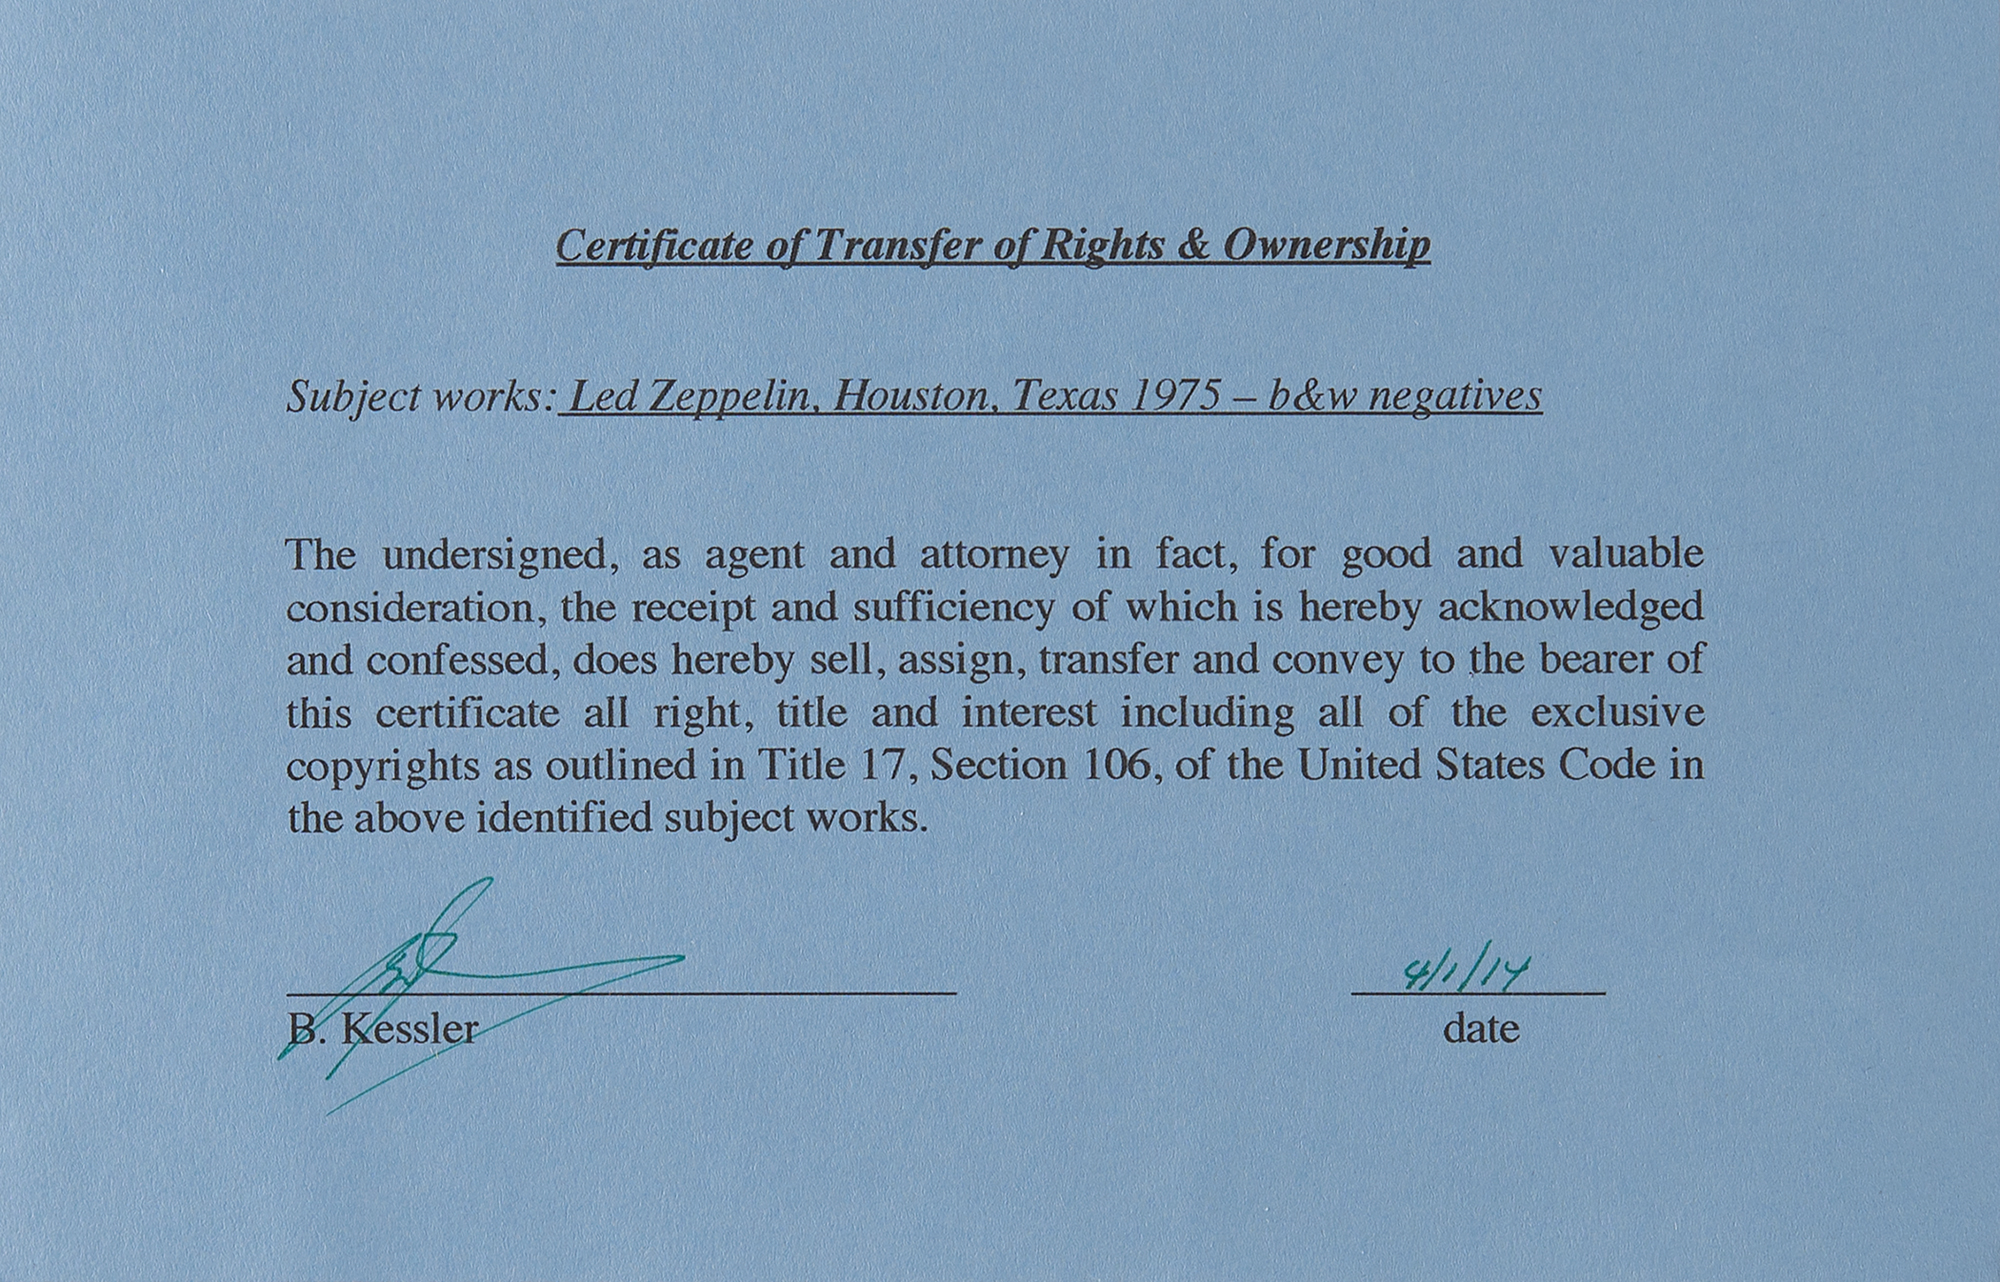 Certificate of Transfer of Rights & Ownership
Subject works: Led Zeppelin, Houston, Texas 1975 – b&w negatives
The undersigned, as agent and attorney in fact, for good and valuable
consideration, the receipt and sufficiency of which is hereby acknowledged
and confessed, does hereby sell, assign, transfer and convey to the bearer of
this certificate all right, title and interest including all of the exclusive
copyrights as outlined in Title 17, Section 106, of the United States Code in
the above identified subject works.
4/1/14
B. Kessler date